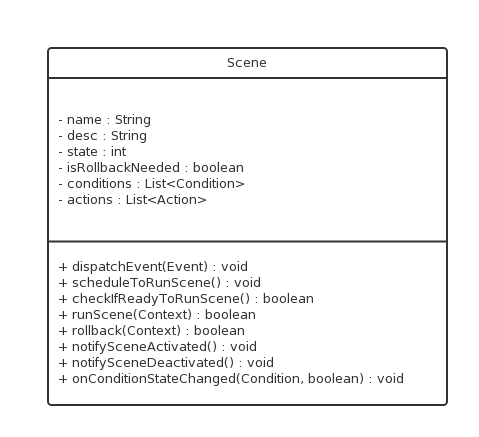 Scene
- name : String
- desc : String
- state : int
- isRollbackNeeded : boolean
- conditions : List<Condition>
- actions : List<Action>
+ dispatchEvent(Event) : void
+ scheduleToRunScene() : void
+ checkIfReadyToRunScene() : boolean
+ runScene(Context) : boolean
+ rollback(Context) : boolean
+ notifySceneActivated() : void
+ notifySceneDeactivated() : void
+ onConditionStateChanged(Condition, boolean) : void